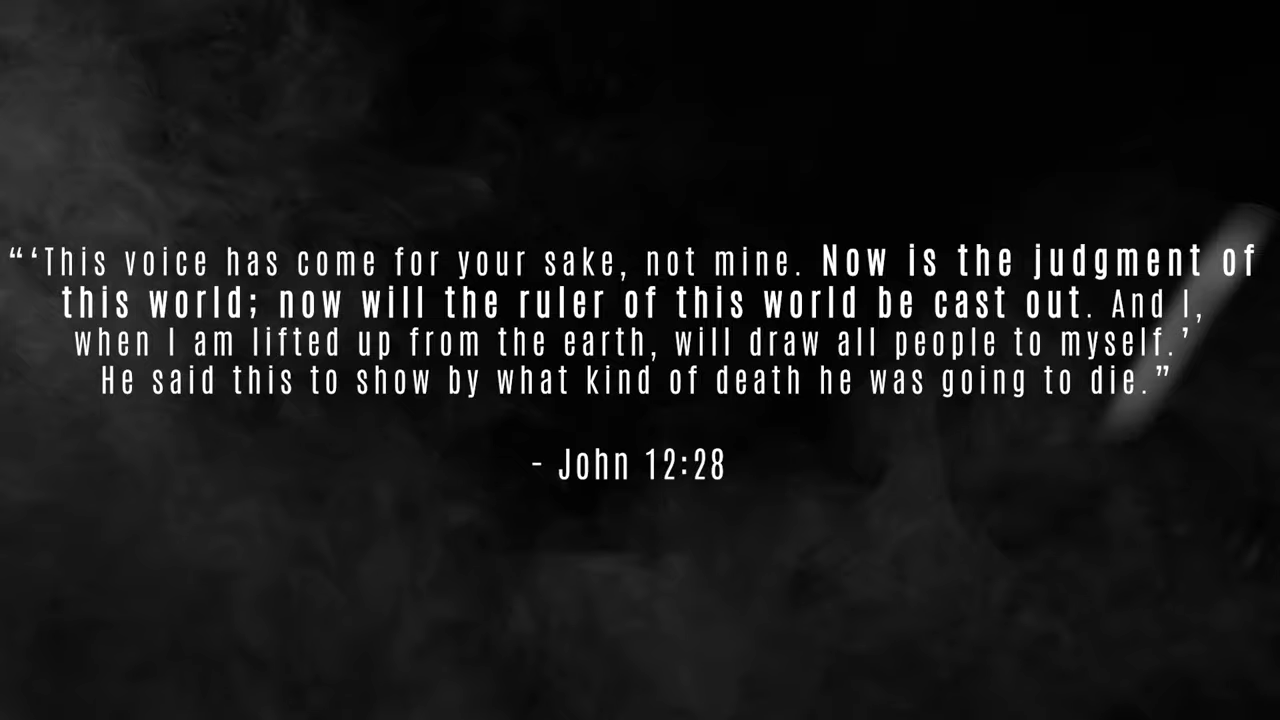 “‘This voice has come for your sake, not mine. Now is the judgment of
this world; now will the ruler of this world be cast out. And I,
when I am lifted up from the earth, will draw all people to myself.’
He said this to show by what kind of death he was going to die.”
- John 12:28